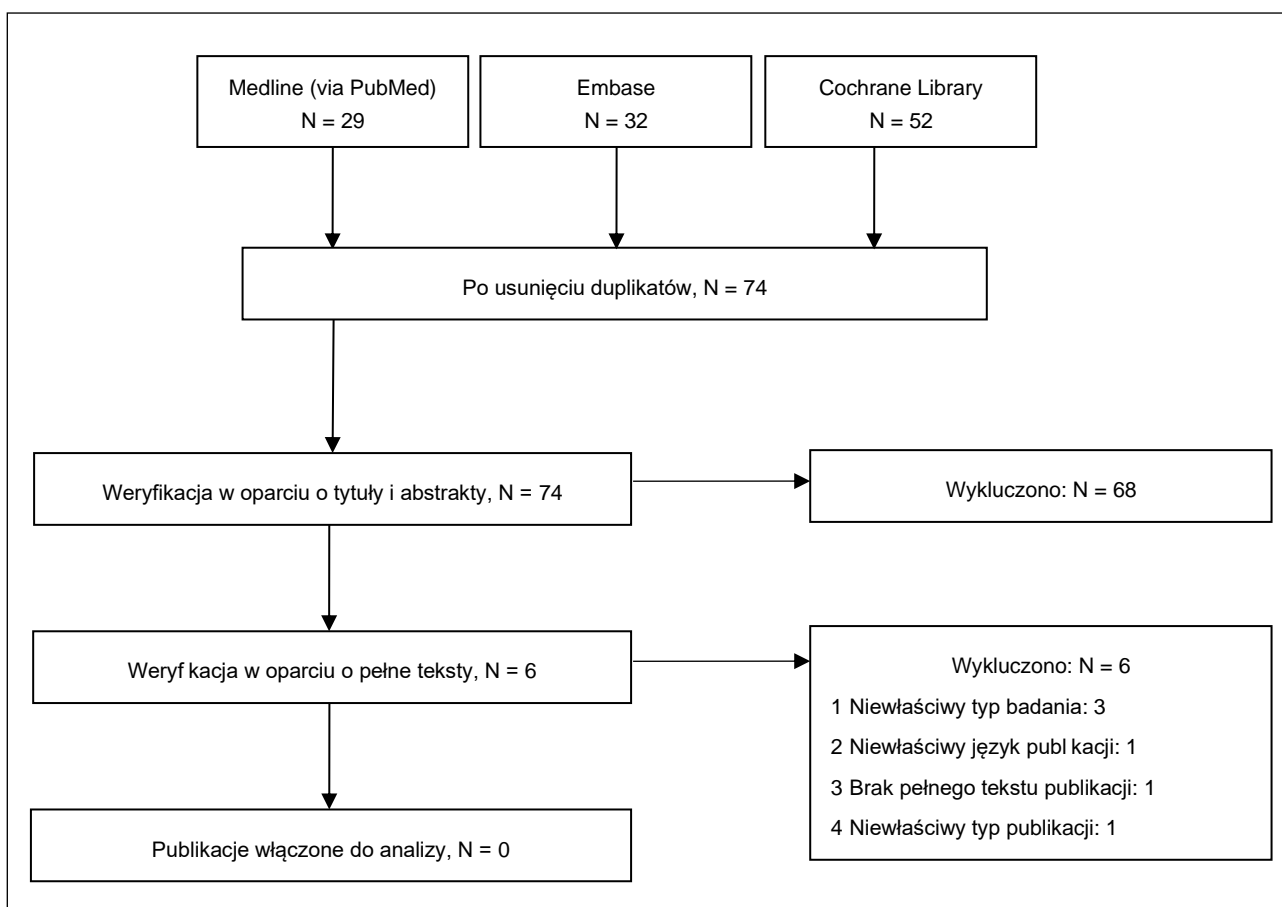 Medline (via PubMed)
N = 29
Embase
N = 32
Cochrane Library
N = 52
Po usunięciu duplikatów, N = 74
Weryfikacja w oparciu o tytuły i abstrakty, N = 74
Wykluczono: N = 68
Weryf kacja w oparciu o pełne teksty, N = 6
Wykluczono: N = 6
1 Niewłaściwy typ badania: 3
2 Niewłaściwy język publ kacji: 1
3 Brak pełnego tekstu publikacji: 1
4 Niewłaściwy typ publikacji: 1
Publikacje włączone do analizy, N = 0